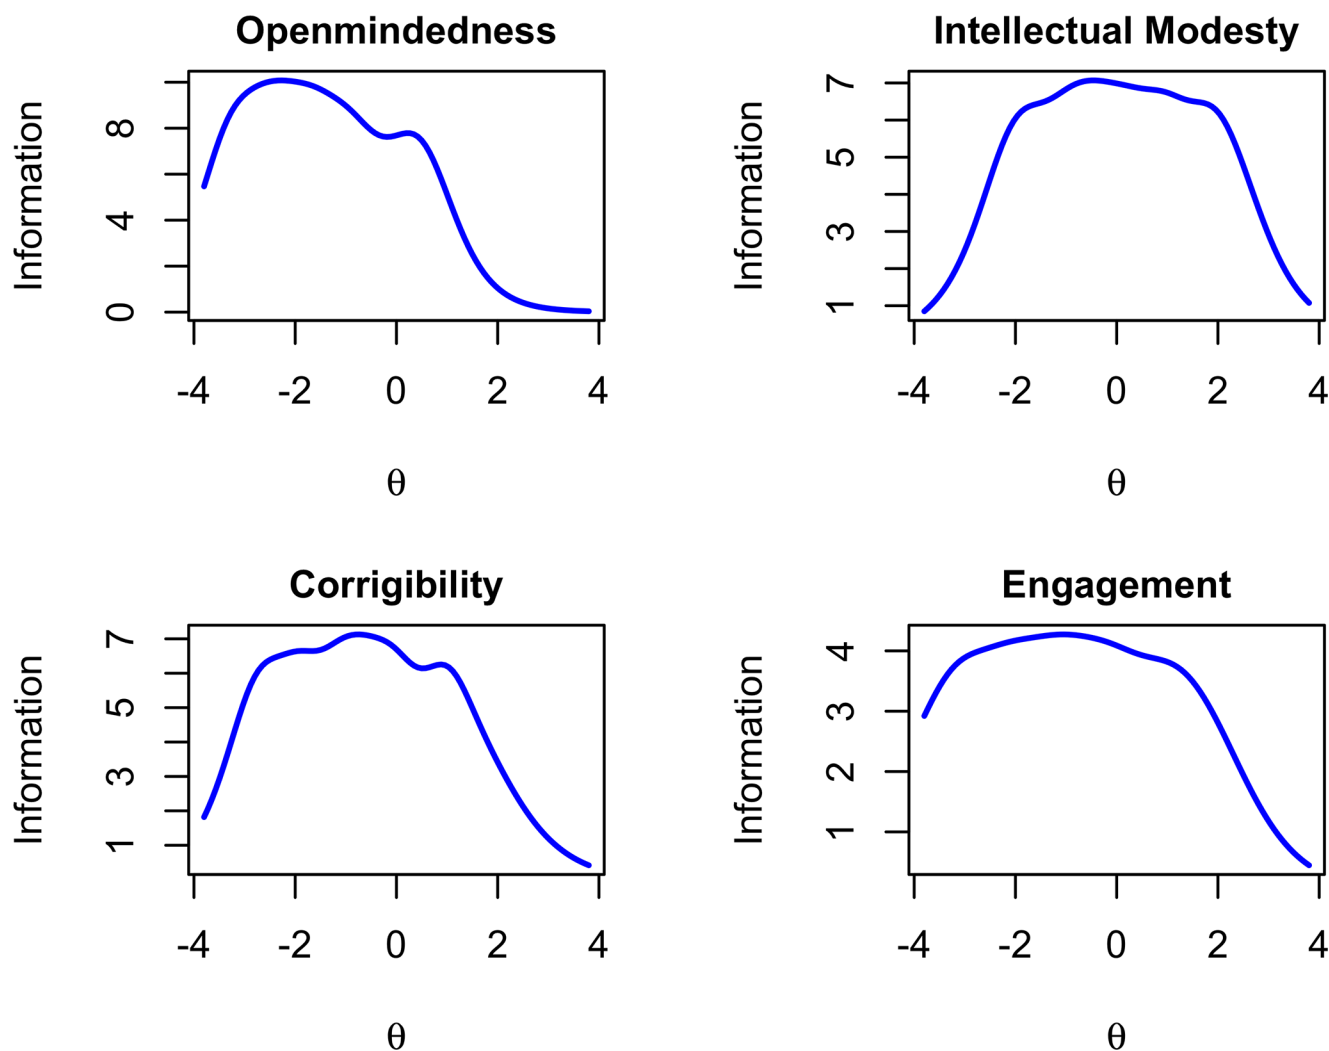 Openmindedness
Information
8
4
0
-4 -2 0 2 4
θ
Intellectual Modesty
Information
7
5
3
1
-4 -2 0 2 4
θ
Corrigibility
Information
7
5
3
1
-4 -2 0 2 4
θ
Engagement
Information
4
3
2
1
-4 -2 0 2 4
θ